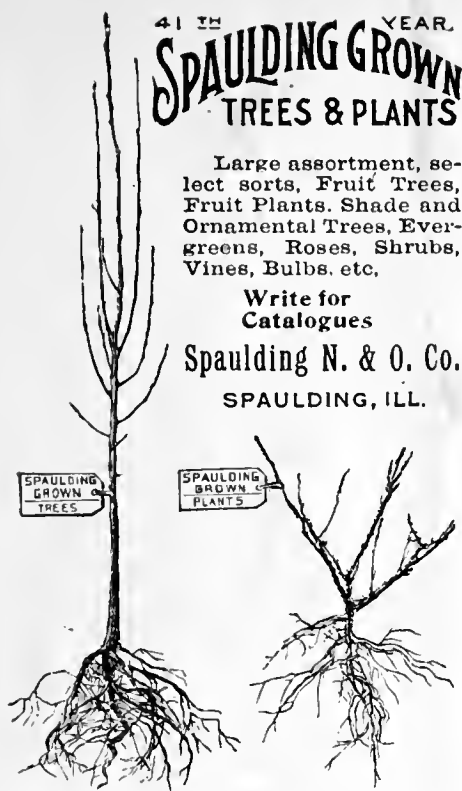 41TH YEAR
SPAULDING GROWN
TREES & PLANTS
Large assortment, se-
lect sorts, Fruit Trees,
Fruit Plants. Shade and
Ornamental Trees, Ever-
greens, Roses, Shrubs,
Vines, Bulbs. etc,
Write for
Catalogues
Spaulding N. & O. Co.
SPAULDING, ILL.
SPAULDING
GROWN
TREES
SPAULDING
GROWN
PLANTS